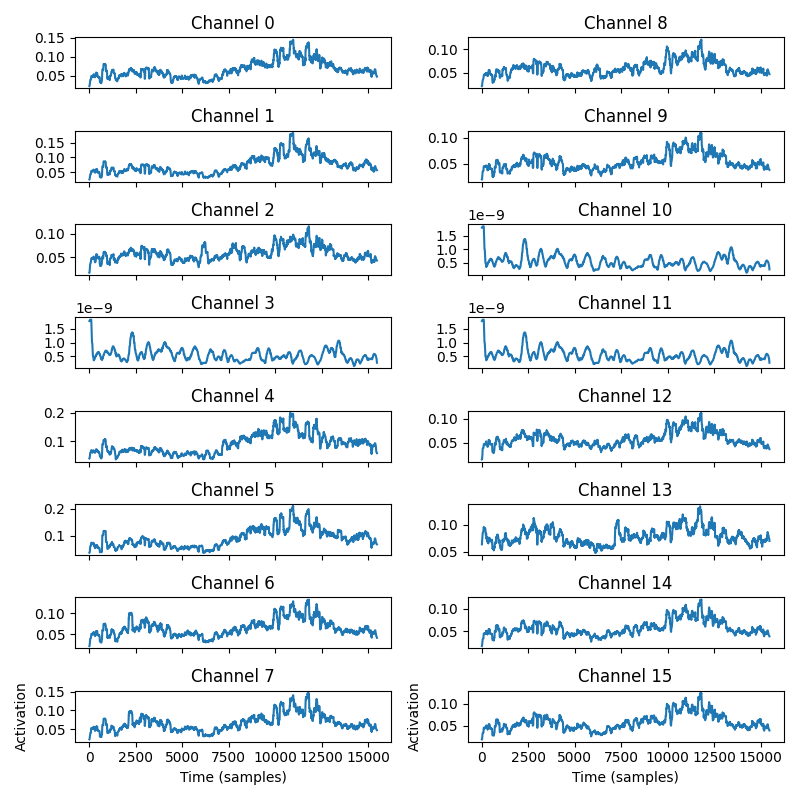 Channel 0
0.15
0.10
0.05
Channel 1
0.15
0.10
0.05
Channel 2
0.10
0.05
Channel 3
1e−9
1.5
1.0
0.5
Channel 4
0.2
0.1
Channel 5
0.2
0.1
Channel 6
0.10
0.05
Channel 7
0.15
0.10
0.05
Activation
0 2500 5000 7500 10000 12500 15000
Time (samples)
Channel 8
0.10
0.05
Channel 9
0.10
0.05
Channel 10
1e−9
1.5
1.0
0.5
Channel 11
1e−9
1.5
1.0
0.5
Channel 12
0.10
0.05
Channel 13
0.10
0.05
Channel 14
0.10
0.05
Channel 15
0.10
0.05
Activation
0 2500 5000 7500 10000 12500 15000
Time (samples)